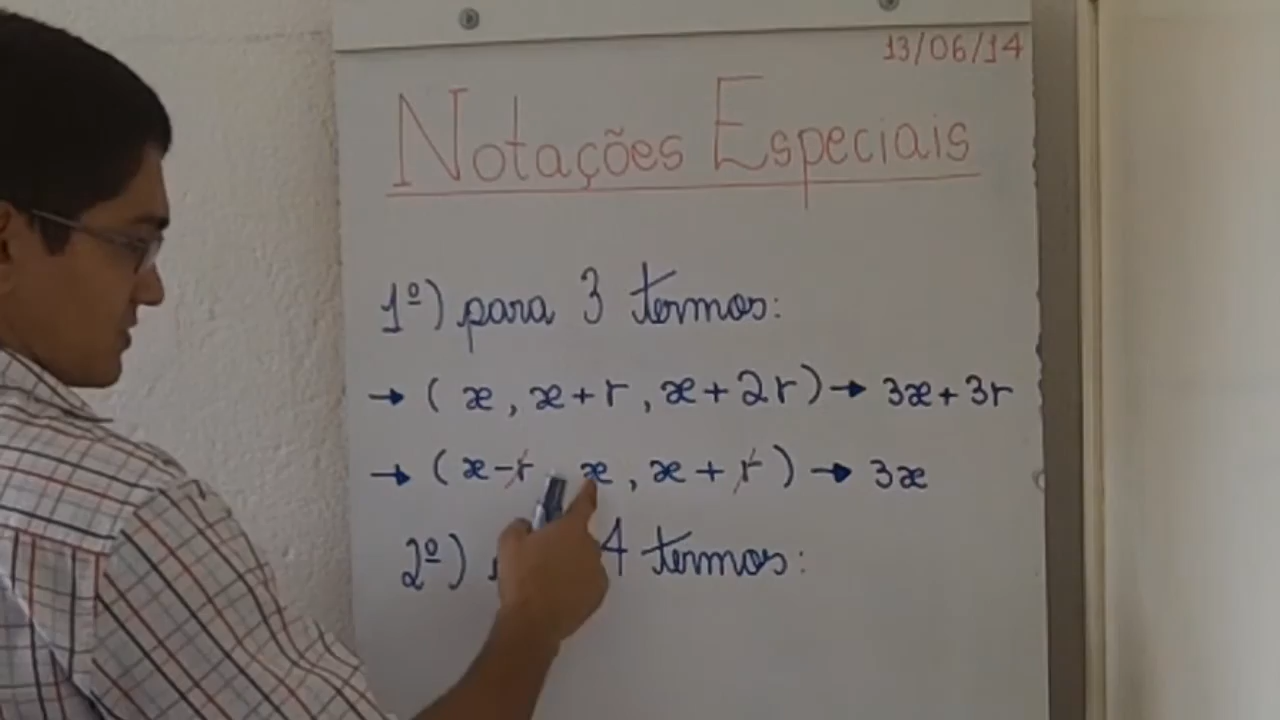 13/06/14
Notações Especiais
1º) para 3 termos:
→ ( x , x + r , x + 2r ) → 3x + 3r
→ ( x - r , x , x + r ) → 3x
2º) 4 termos: